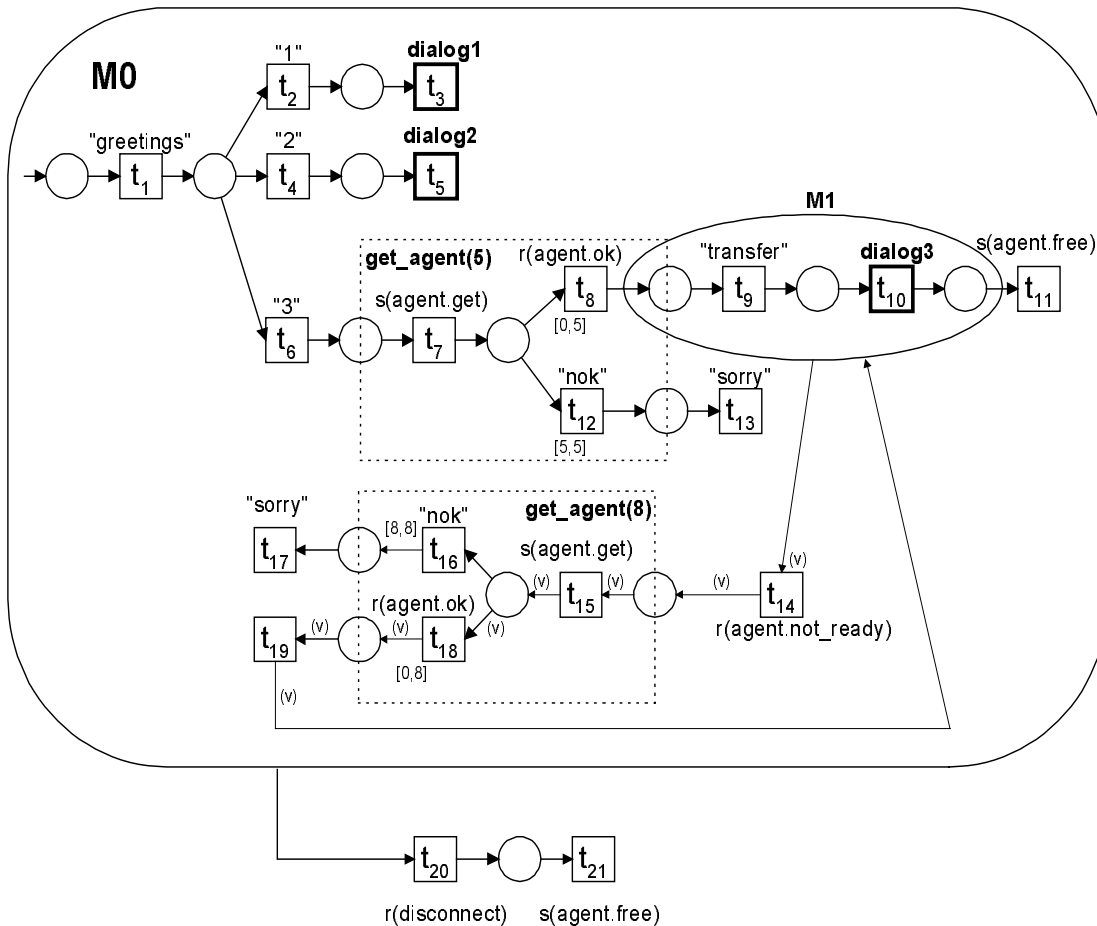 M0
"1"
t2
dialog1
t3
"greetings"
t1
"2"
t4
dialog2
t5
M1
get_agent(5)
r(agent.ok)
t8
[0,5]
"transfer"
t9
dialog3
t10
s(agent.free)
t11
"3"
t6
s(agent.get)
t7
"nok"
t12
[5,5]
"sorry"
t13
get_agent(8)
"sorry"
t17
[8,8]
"nok"
t16
s(agent.get)
(v)
t15
(v)
(v)
(v)
t14
r(agent.not_ready)
r(agent.ok)
(v)
t19
(v)
(v)
t18
[0,8]
(v)
t20
t21
r(disconnect)
s(agent.free)